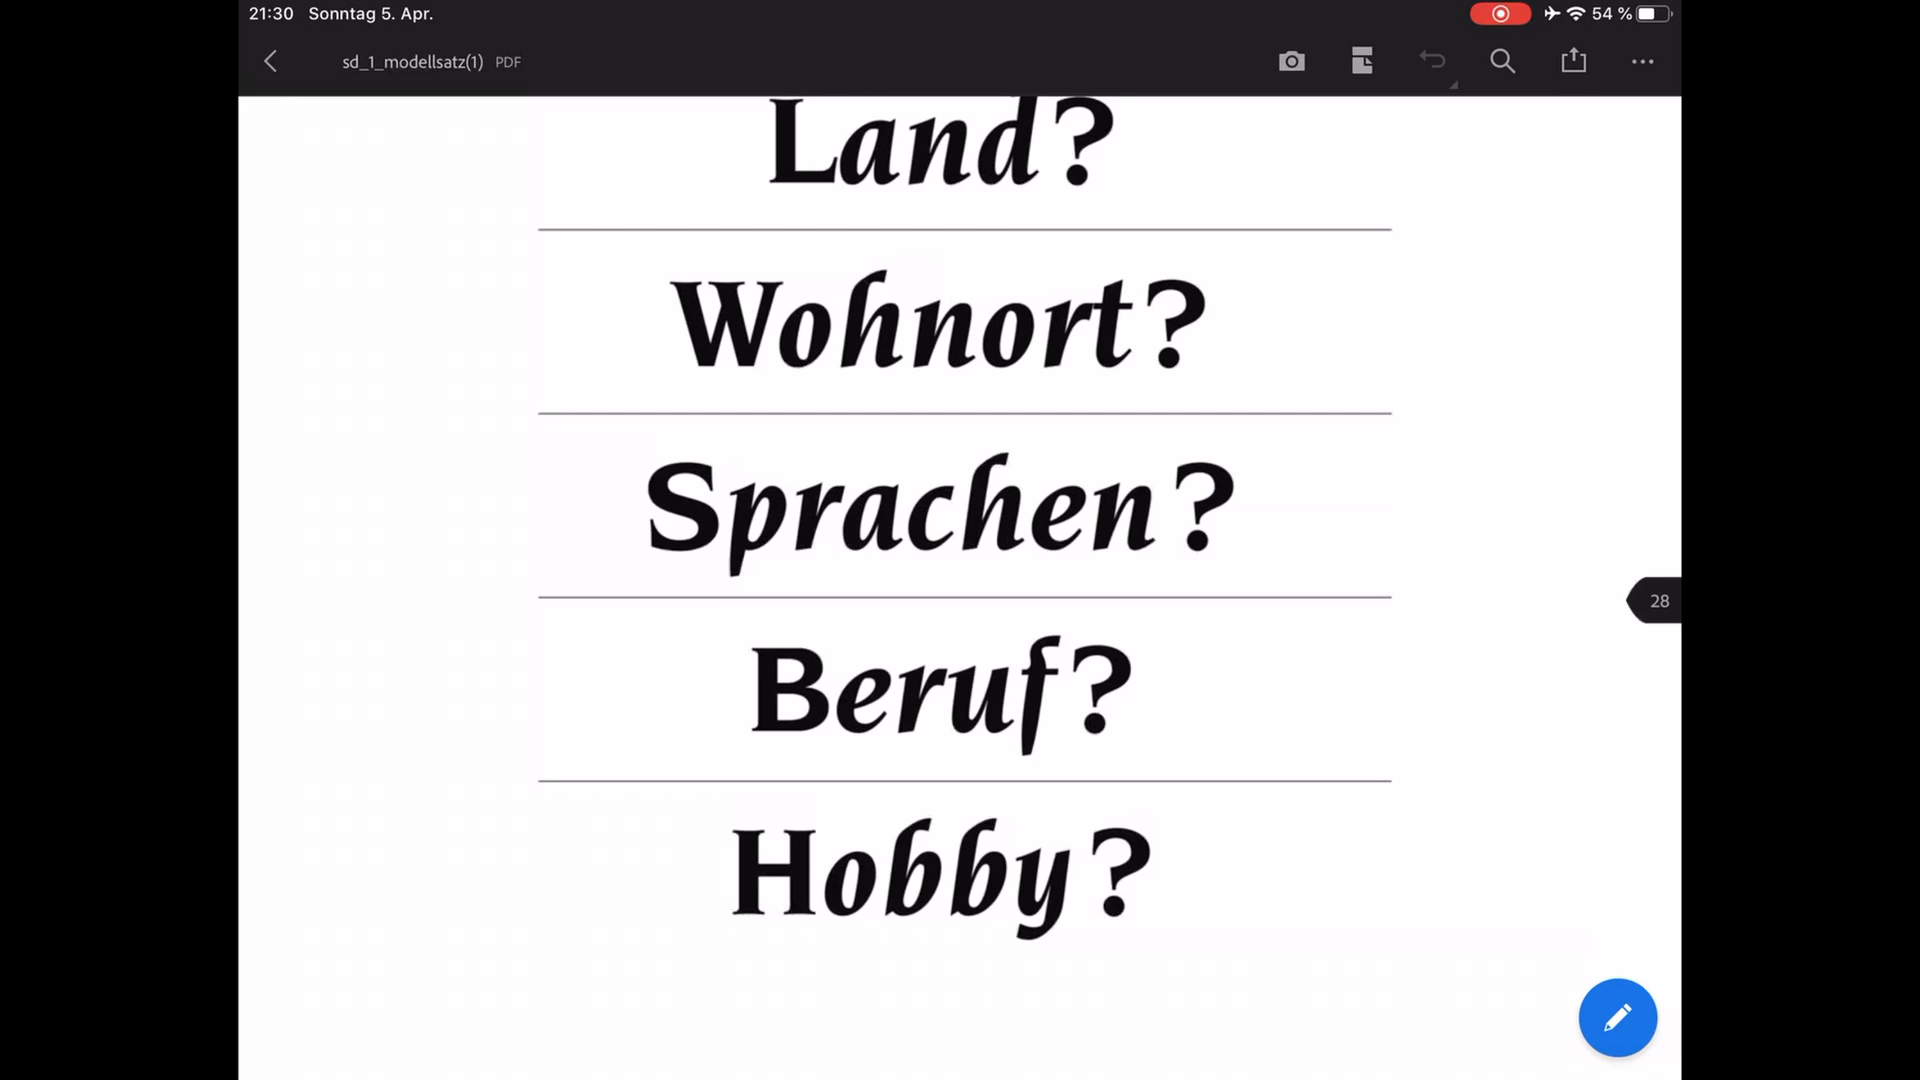 21:30 Sonntag 5. Apr. 54 %
sd_1_modellsatz(1) PDF
Land?
Wohnort?
Sprachen?
28
Beruf?
Hobby?